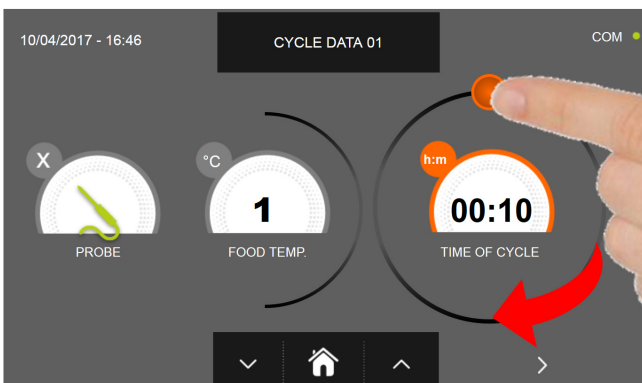 10/04/2017 - 16:46
CYCLE DATA 01
COM
X
°C
h:m
1
00:10
PROBE
FOOD TEMP.
TIME OF CYCLE